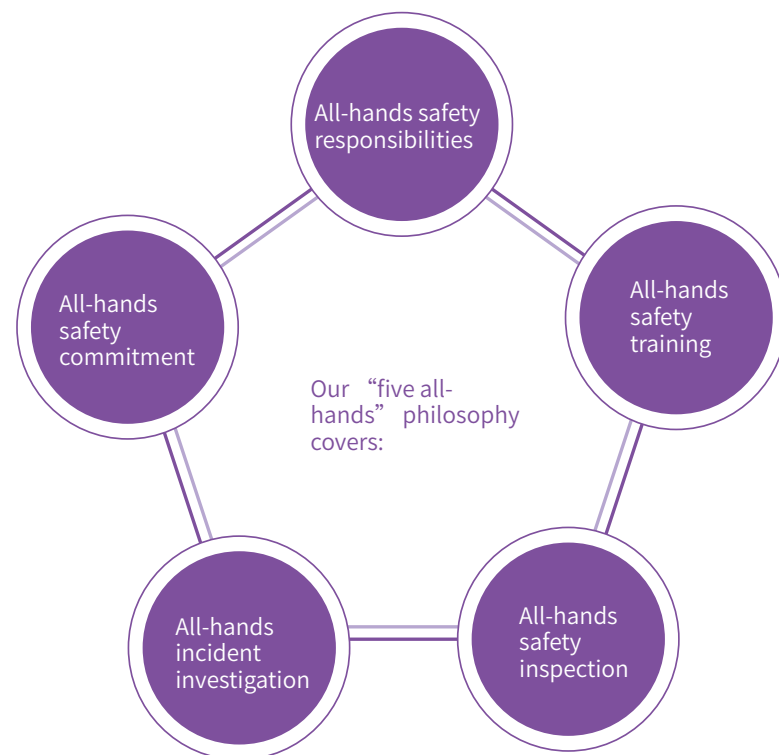 All-hands safety
responsibilities
All-hands
safety
training
All-hands
safety
inspection
All-hands
incident
investigation
All-hands
safety
commitment
Our “five all-
hands” philosophy
covers: